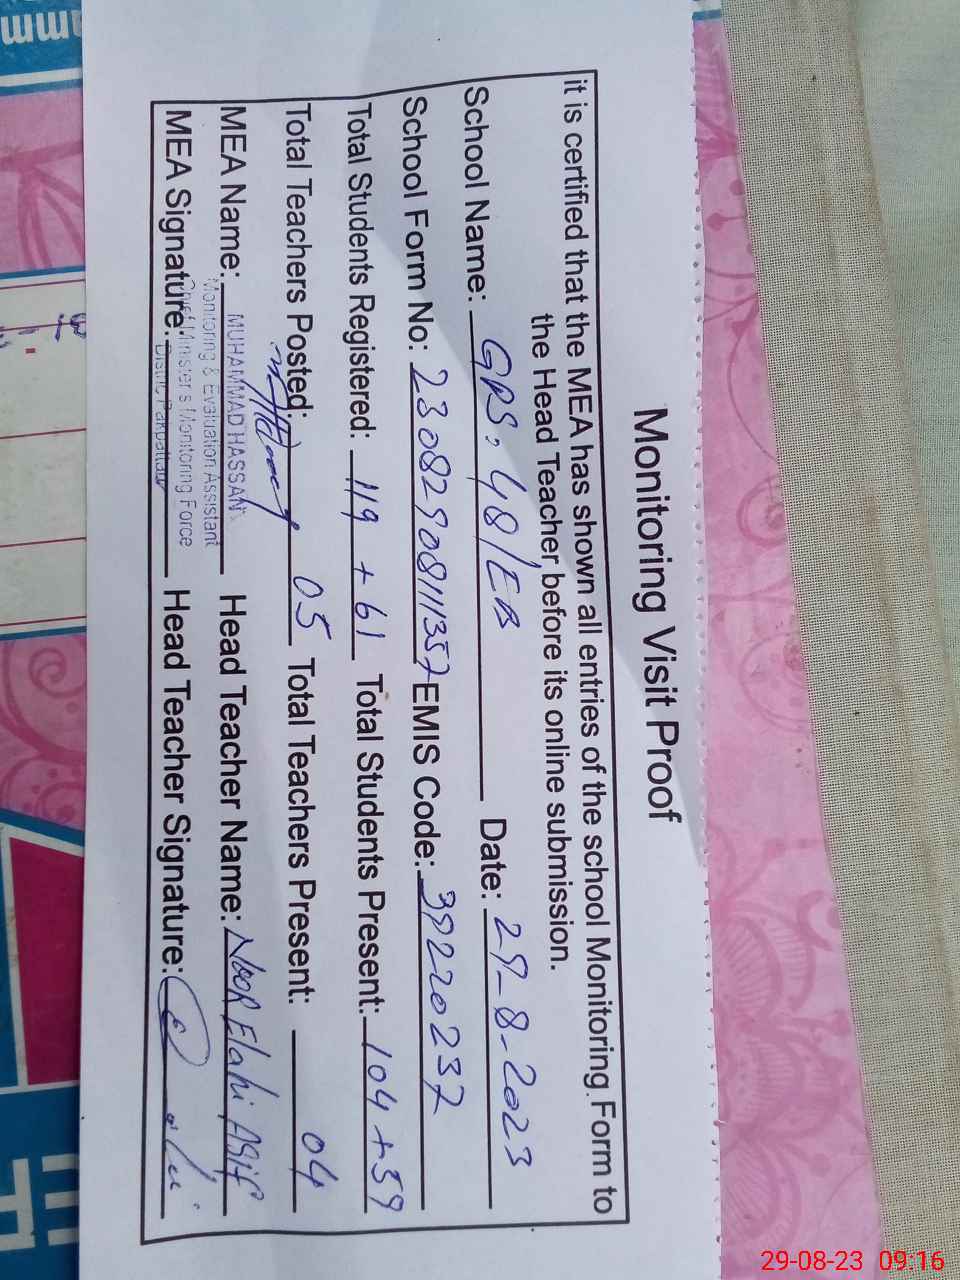 Monitoring Visit Proof
it is certified that the MEA has shown all entries of the school Monitoring Form to
the Head Teacher before its online submission.
School Name: GPS, 48/EB Date: 29-8-2023
School Form No: 230829081111357 EMIS Code: 39220237
Total Students Registered: 119 + 61 Total Students Present: 104 + 59
Total Teachers Posted: 05 Total Teachers Present: 04
MEA Name: MUHAMMAD HASSAN Head Teacher Name: Noor Elahi Asif
Monitoring & Evaluation Assistant
Chief Minister's Monitoring Force
District Pakpattan
MEA Signature: Head Teacher Signature:
29-08-23 09:16